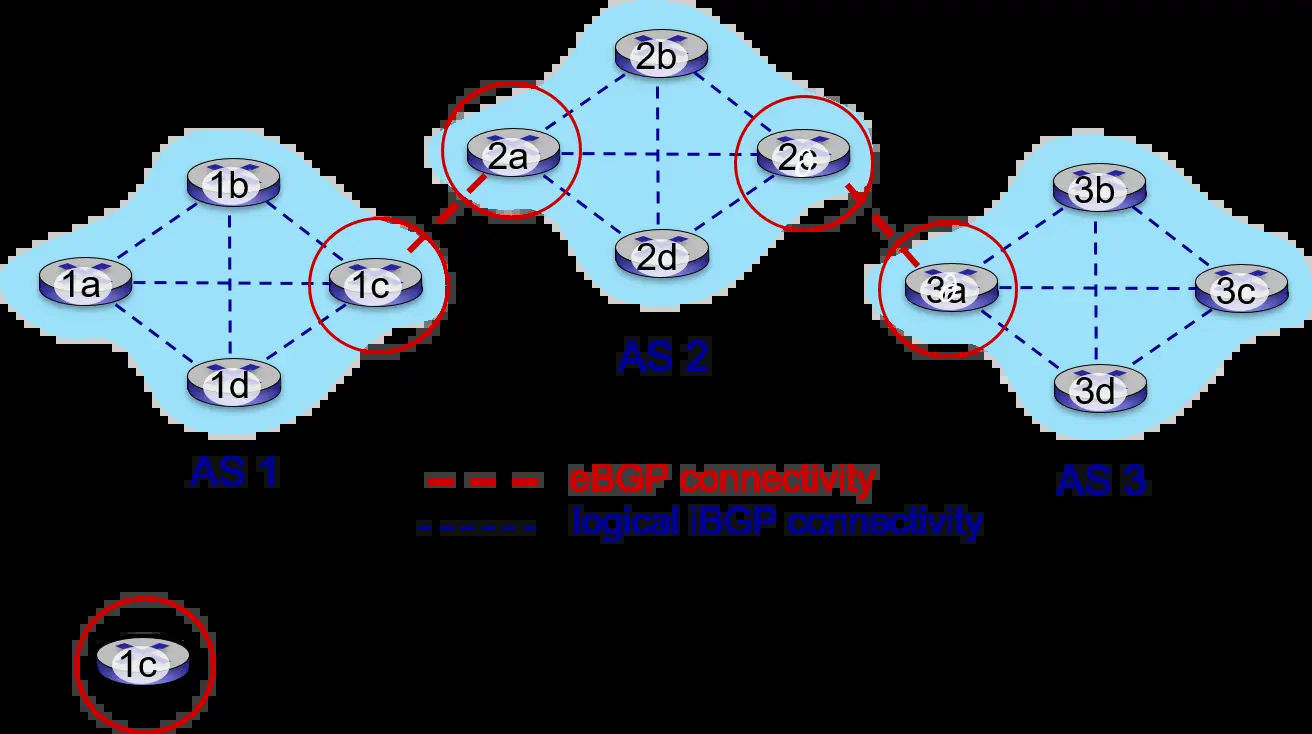 2b
2a
2c
2d
1b
1a
1c
1d
3b
3a
3c
3d
AS 2
AS 1
AS 3
eBGP connectivity
logical iBGP connectivity
1c